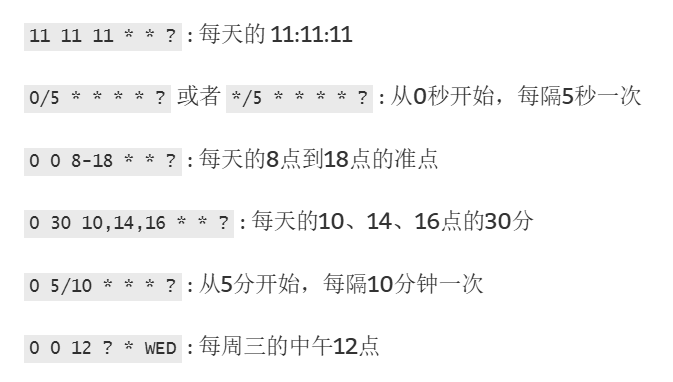 11 11 11 * * ? : 每天的 11:11:11
0/5 * * * * ? 或者 */5 * * * * ? : 从0秒开始，每隔5秒一次
0 0 8-18 * * ? : 每天的8点到18点的准点
0 30 10,14,16 * * ? : 每天的10、14、16点的30分
0 5/10 * * * ? : 从5分开始，每隔10分钟一次
0 0 12 ? * WED : 每周三的中午12点